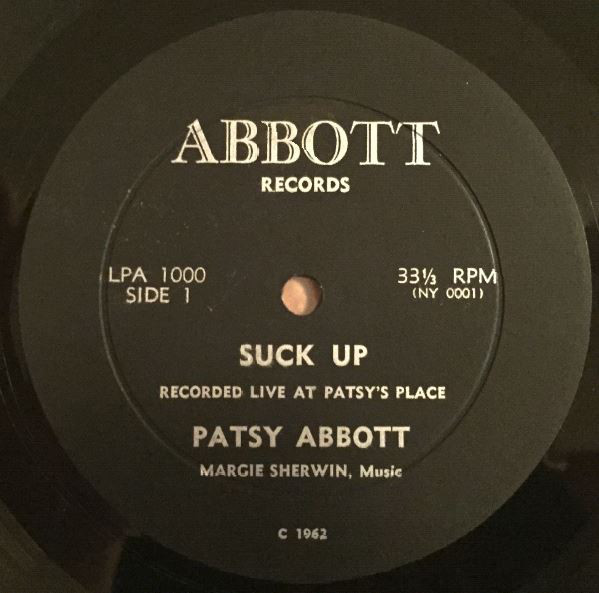 ABBOTT
RECORDS
LPA 1000
SIDE 1
33⅓ RPM
(NY 0001)
SUCK UP
RECORDED LIVE AT PATSY'S PLACE
PATSY ABBOTT
MARGIE SHERWIN, Music
C 1962